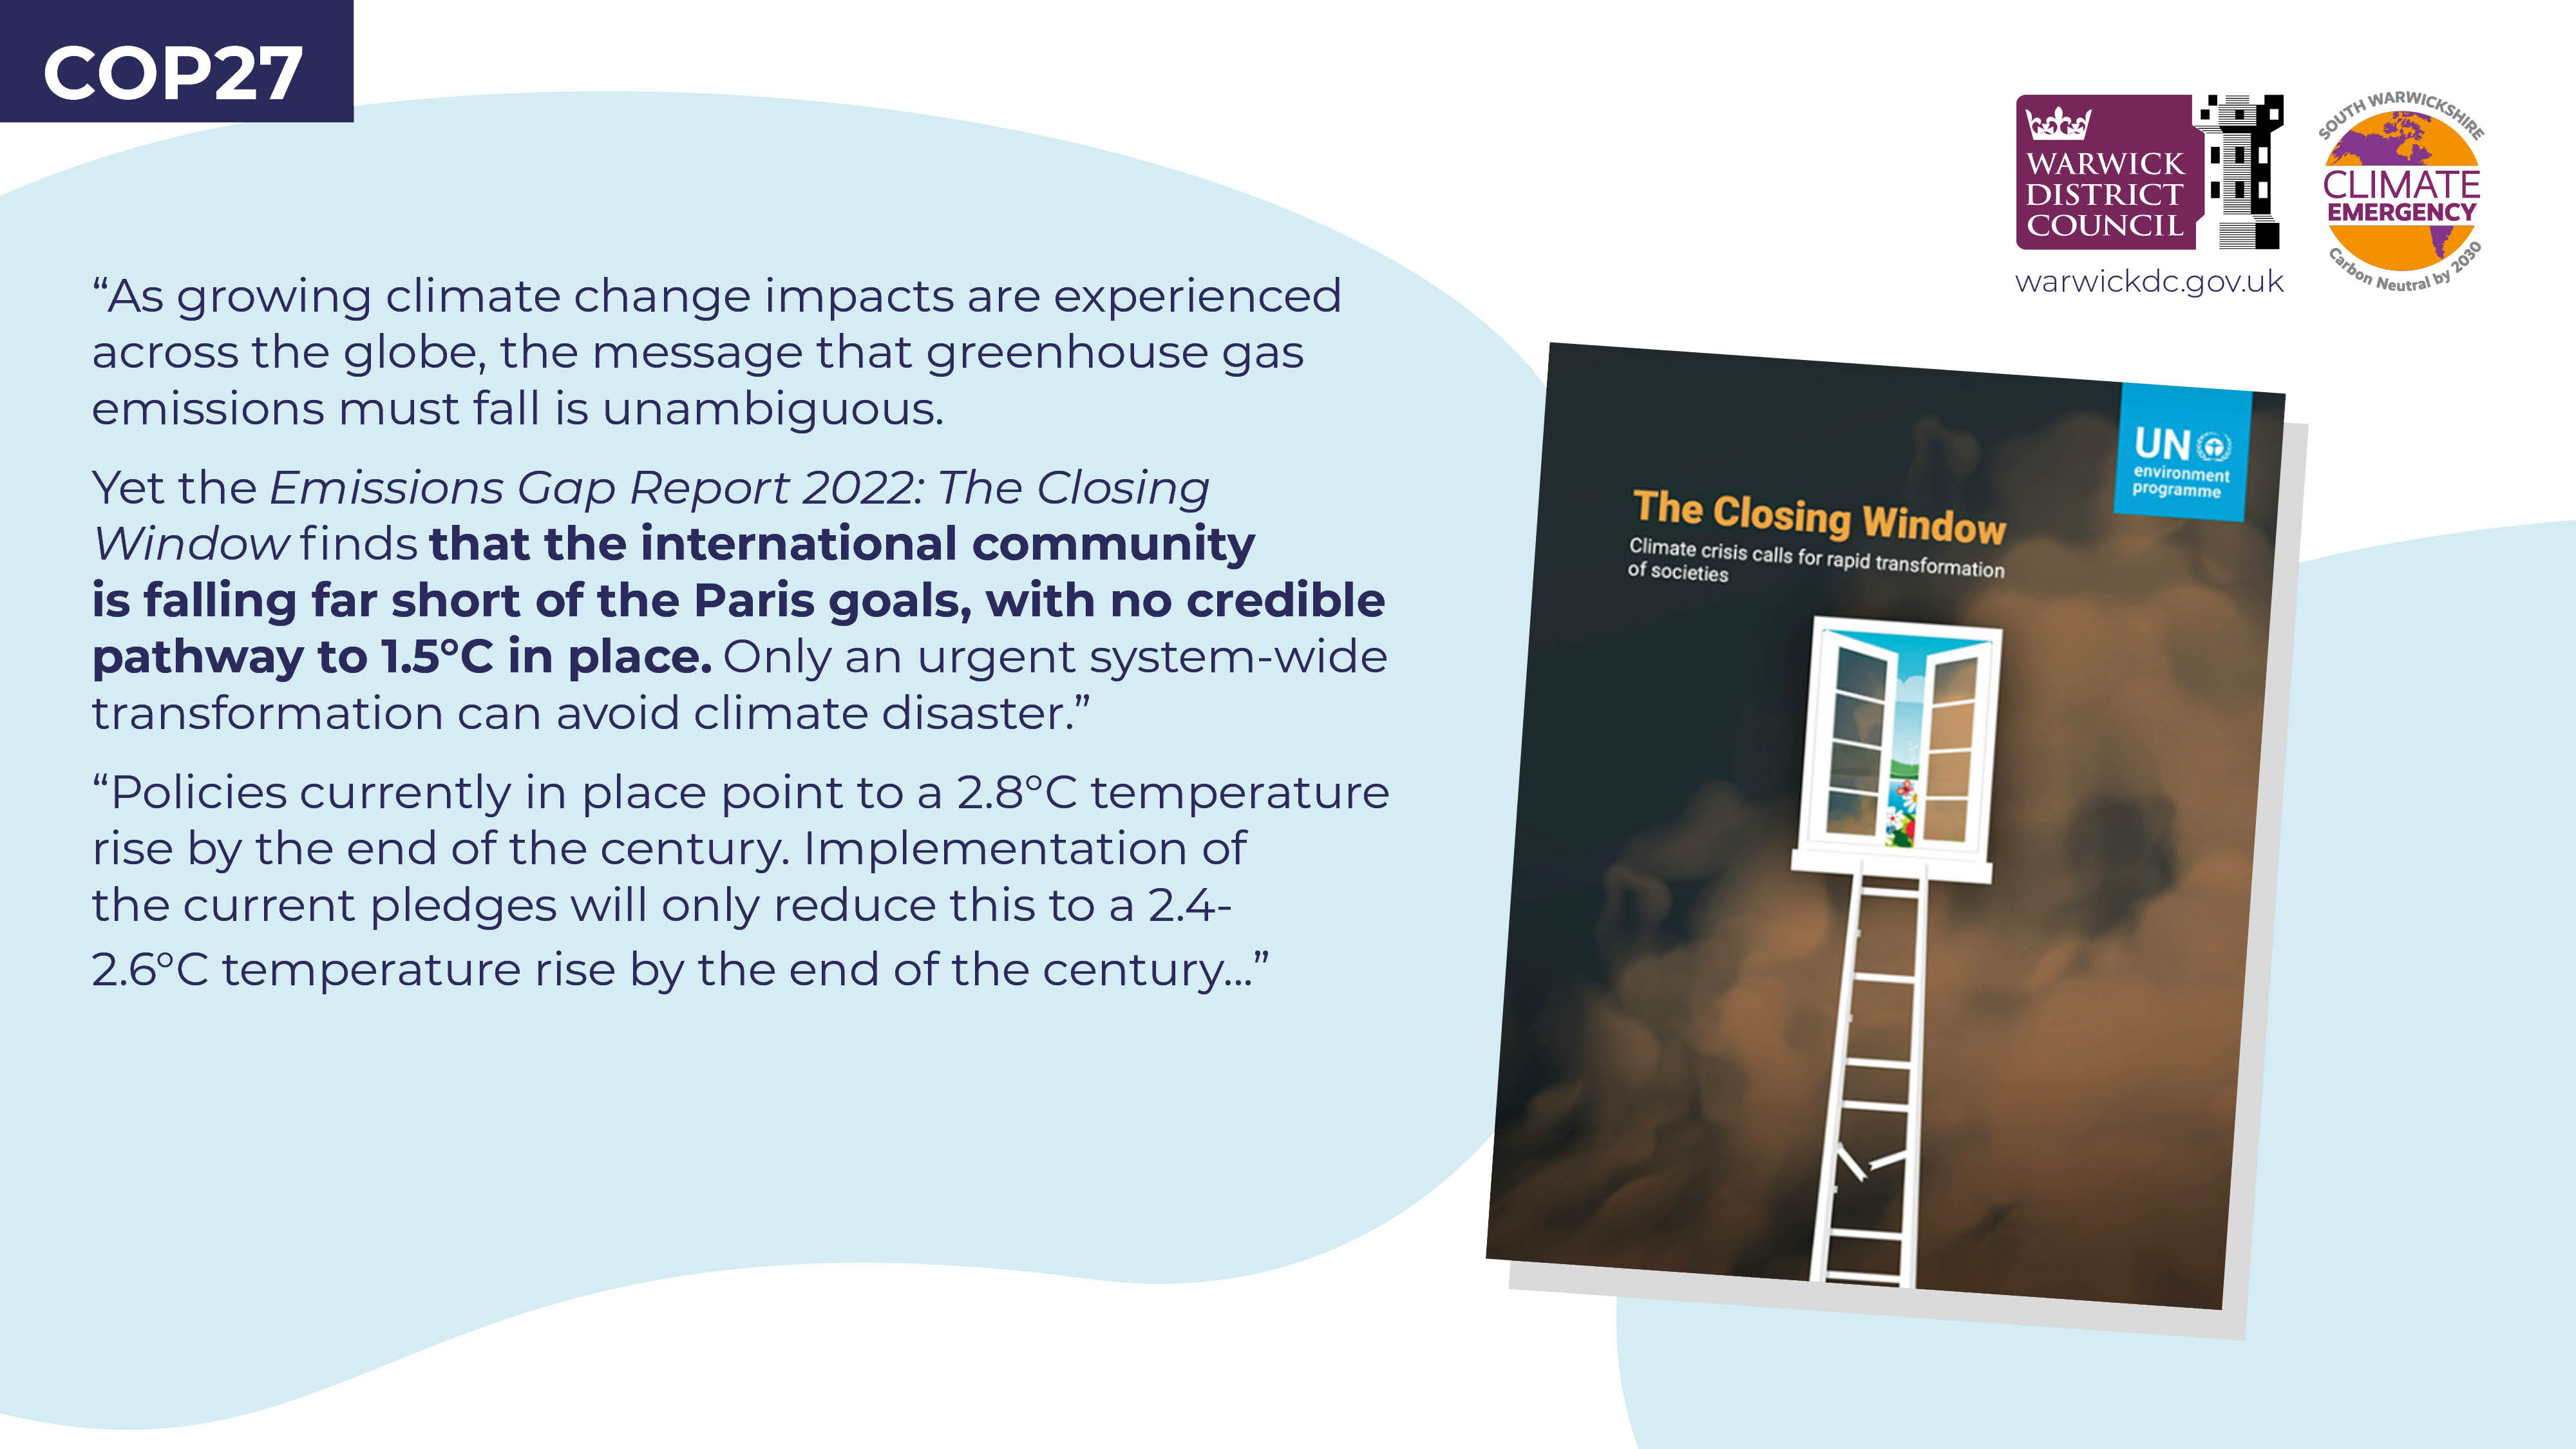 COP27
WARWICK
DISTRICT
COUNCIL
warwickdc.gov.uk
SOUTH WARWICKSHIRE
CLIMATE
EMERGENCY
Carbon Neutral by 2030
“As growing climate change impacts are experienced
across the globe, the message that greenhouse gas
emissions must fall is unambiguous.
Yet the Emissions Gap Report 2022: The Closing
Window finds that the international community
is falling far short of the Paris goals, with no credible
pathway to 1.5°C in place. Only an urgent system-wide
transformation can avoid climate disaster.”
“Policies currently in place point to a 2.8°C temperature
rise by the end of the century. Implementation of
the current pledges will only reduce this to a 2.4-
2.6°C temperature rise by the end of the century...”
UN
environment
programme
The Closing Window
Climate crisis calls for rapid transformation
of societies